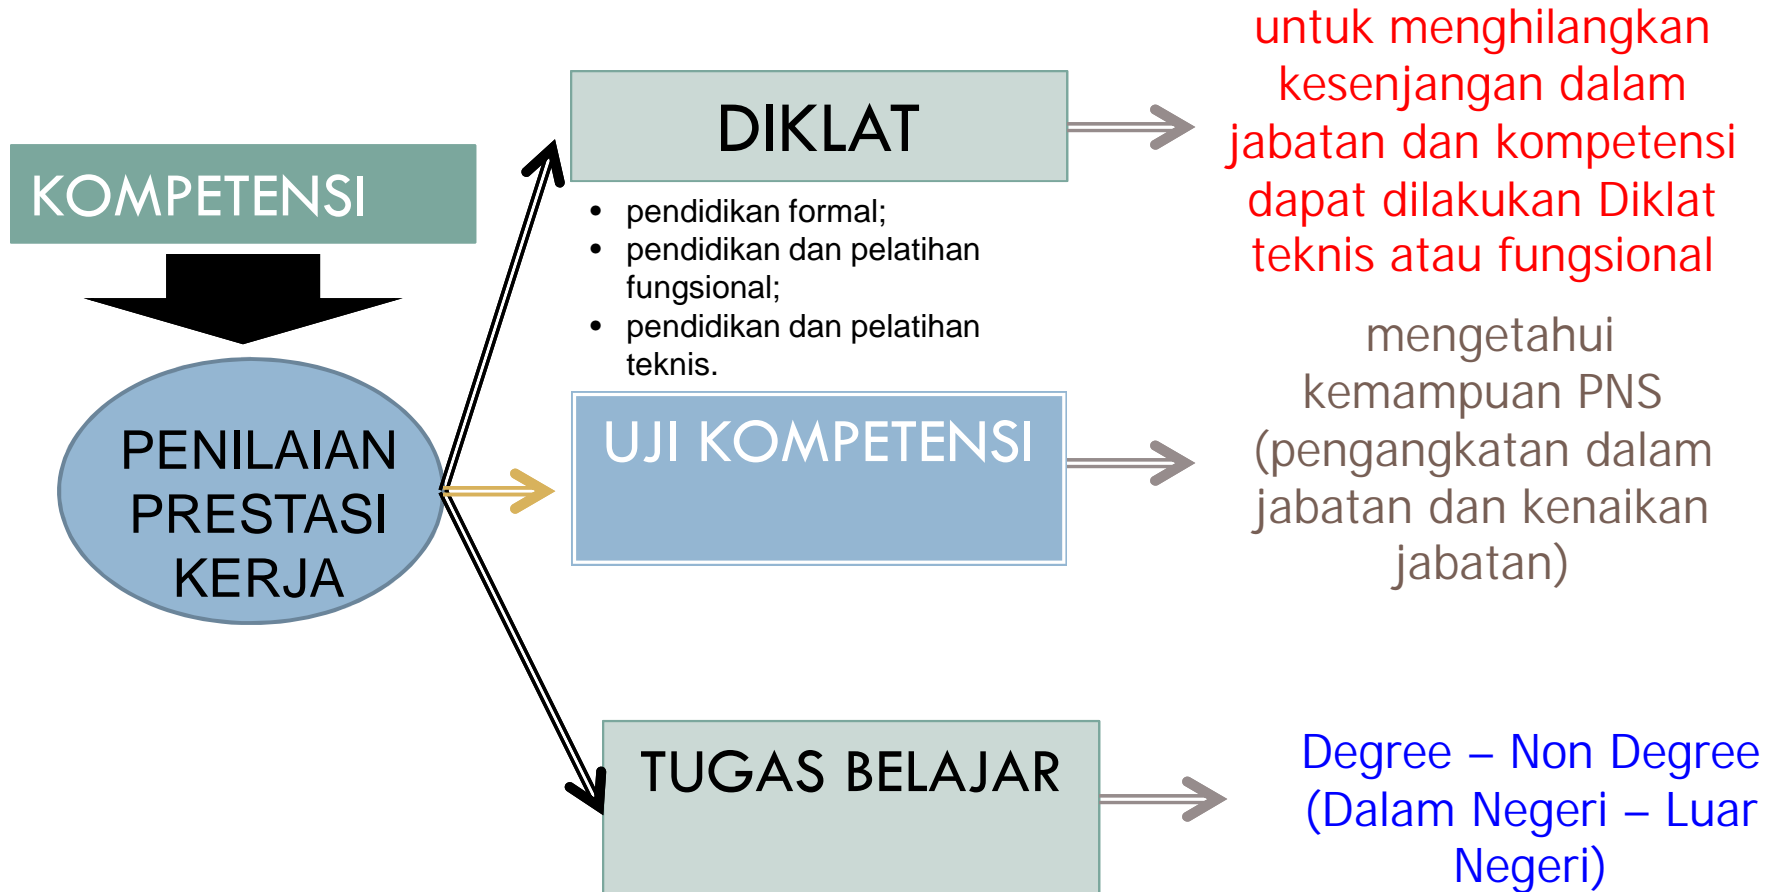 KOMPETENSI
PENILAIAN
PRESTASI
KERJA
DIKLAT
• pendidikan formal;
• pendidikan dan pelatihan
fungsional;
• pendidikan dan pelatihan
teknis.
untuk menghilangkan
kesenjangan dalam
jabatan dan kompetensi
dapat dilakukan Diklat
teknis atau fungsional
UJI KOMPETENSI
mengetahui
kemampuan PNS
(pengangkatan dalam
jabatan dan kenaikan
jabatan)
TUGAS BELAJAR
Degree – Non Degree
(Dalam Negeri – Luar
Negeri)